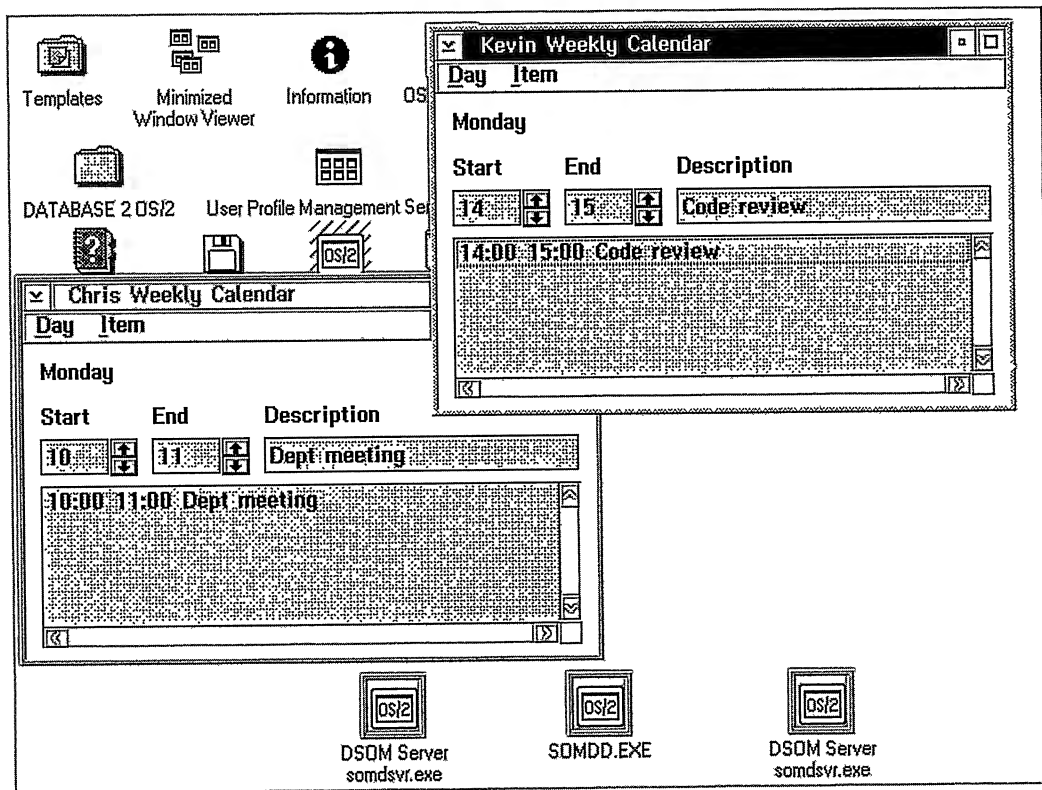 Templates
Minimized
Window Viewer
Information
OS
DATABASE 2 OS/2
User Profile Management Ser
OS/2
Kevin Weekly Calendar
Day Item
Monday
Start End Description
14 15 Code review
14:00 15:00 Code review
Chris Weekly Calendar
Day Item
Monday
Start End Description
10 11 Dept meeting
10:00 11:00 Dept meeting
OS/2 OS/2 OS/2
DSOM Server
somdsvr.exe
SOMDD.EXE
DSOM Server
somdsvr.exe